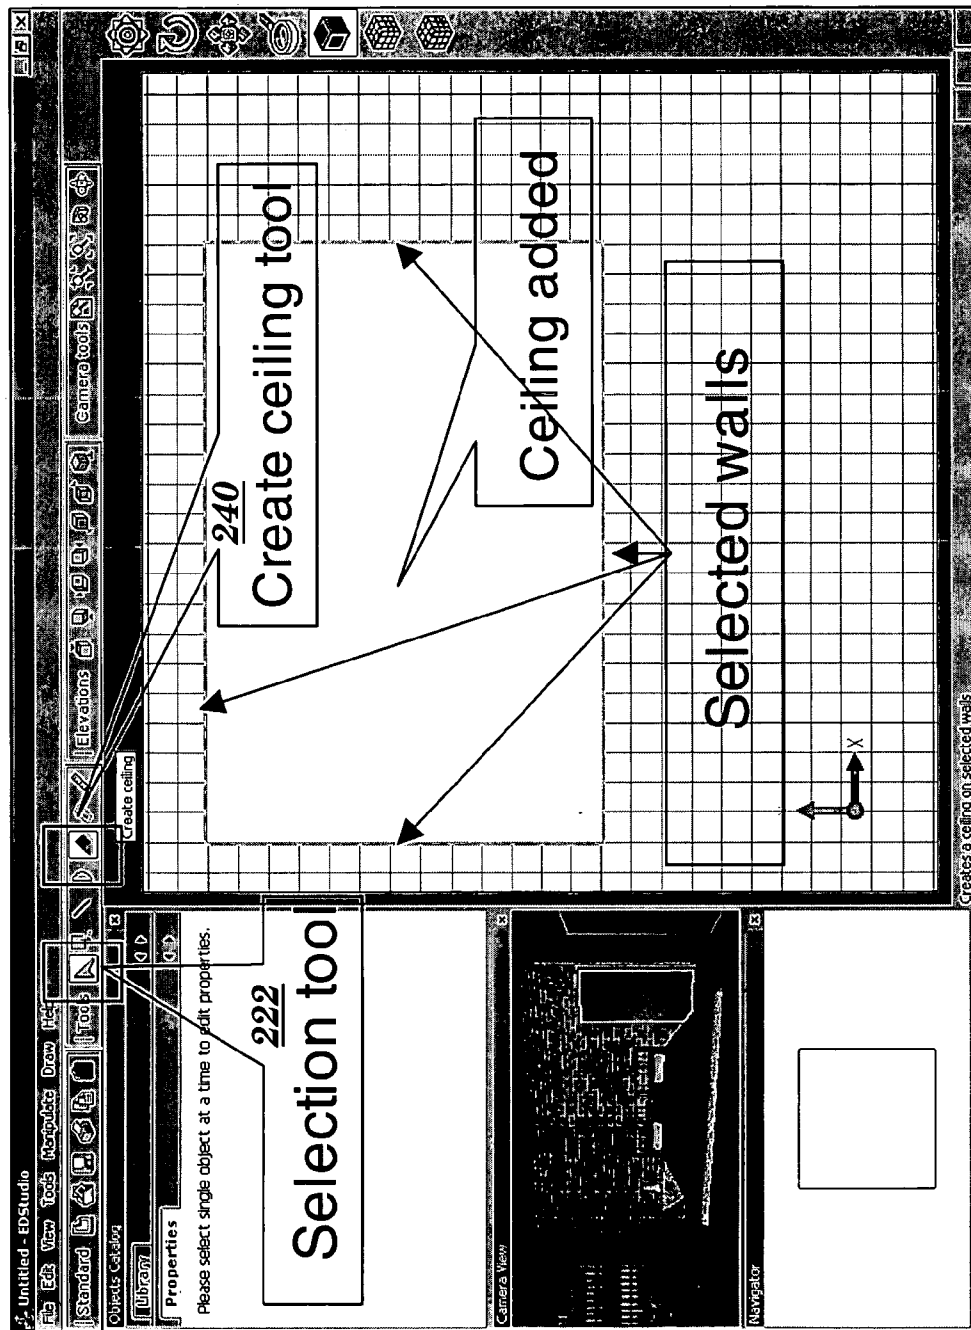 Untitled - EDStudio
File Edit View Tools Manipulate Draw Help
Standard
Tools
Elevations
Camera tools
Objects Catalog
Library
Properties
Please select single object at a time to edit properties.
222
Selection tool
Camera View
Navigator
Create ceiling
240
Create ceiling tool
Ceiling added
Selected walls
X
Creates a ceiling on selected walls